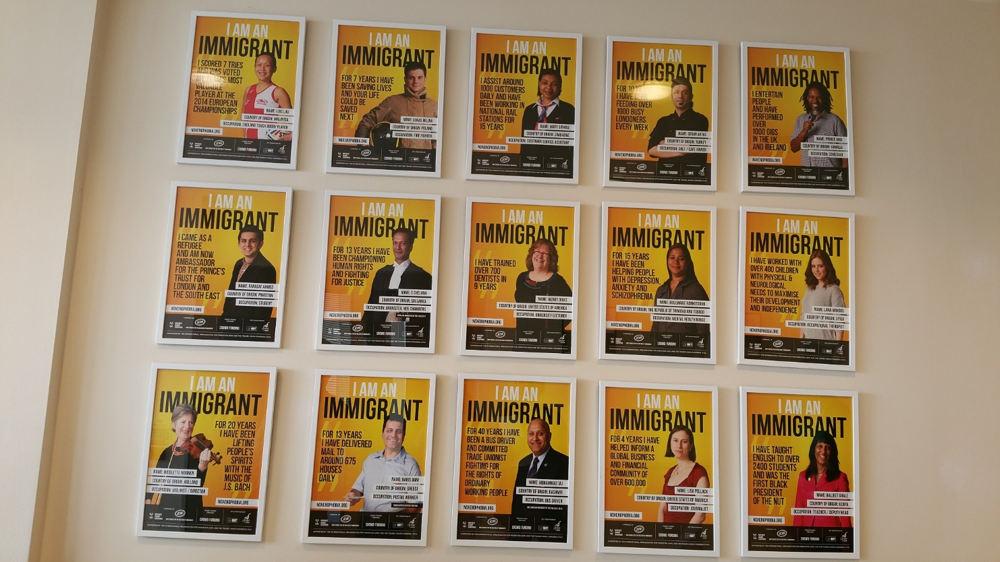 I AM AN
IMMIGRANT
I SCORED 7 TRIES
AND WAS VOTED
MOST
VALUABLE
PLAYER AT THE
2014 EUROPEAN
CHAMPIONSHIPS
NAME: LOIS LAU
COUNTRY OF ORIGIN: MALAYSIA
OCCUPATION: ENGLAND TOUCH RUGBY PLAYER
NOXENOPHOBIA.ORG
CROWD FUNDING
I AM AN
IMMIGRANT
FOR 7 YEARS I HAVE
BEEN SAVING LIVES
AND YOUR LIFE
COULD BE
SAVED
NEXT
NAME: LUKAS BELINA
COUNTRY OF ORIGIN: POLAND
OCCUPATION: FIRE FIGHTER
NOXENOPHOBIA.ORG
CROWD FUNDING
I AM AN
IMMIGRANT
I ASSIST AROUND
1000 CUSTOMERS
DAILY AND HAVE
BEEN WORKING IN
NATIONAL RAIL
STATIONS FOR
15 YEARS
NAME: MARY SITHOLE
COUNTRY OF ORIGIN: ZIMBABWE
OCCUPATION: CUSTOMER SERVICE ASSISTANT
NOXENOPHOBIA.ORG
CROWD FUNDING
I AM AN
IMMIGRANT
FOR 10 YEARS
I HAVE BEEN
FEEDING OVER
1000 BUSY
LONDONERS
EVERY WEEK
NAME: OZGUR AKTAS
COUNTRY OF ORIGIN: TURKEY
OCCUPATION: CHEF / CAFE OWNER
NOXENOPHOBIA.ORG
CROWD FUNDING
I AM AN
IMMIGRANT
I ENTERTAIN
PEOPLE
AND HAVE
PERFORMED
OVER
1000 GIGS
IN THE UK
AND IRELAND
NAME: PRINCE ABDI
COUNTRY OF ORIGIN: SOMALIA
OCCUPATION: COMEDIAN
NOXENOPHOBIA.ORG
CROWD FUNDING
I AM AN
IMMIGRANT
I CAME AS A
REFUGEE
AND AM NOW
AMBASSADOR
FOR THE PRINCE'S
TRUST FOR
LONDON AND
THE SOUTH EAST
NAME: FARASAT AHMED
COUNTRY OF ORIGIN: PAKISTAN
OCCUPATION: STUDENT
NOXENOPHOBIA.ORG
CROWD FUNDING
I AM AN
IMMIGRANT
FOR 13 YEARS I HAVE
BEEN CHAMPIONING
HUMAN RIGHTS
AND FIGHTING
FOR JUSTICE
NAME: S CHELVAN
COUNTRY OF ORIGIN: SRI LANKA
OCCUPATION: BARRISTER, NO5 CHAMBERS
NOXENOPHOBIA.ORG
CROWD FUNDING
I AM AN
IMMIGRANT
I HAVE TRAINED
OVER 700
DENTISTS IN
9 YEARS
NAME: WENDY DIRKS
COUNTRY OF ORIGIN: UNITED STATES OF AMERICA
OCCUPATION: UNIVERSITY LECTURER
NOXENOPHOBIA.ORG
CROWD FUNDING
I AM AN
IMMIGRANT
FOR 15 YEARS
I HAVE BEEN
HELPING PEOPLE
WITH DEPRESSION,
ANXIETY AND
SCHIZOPHRENIA
NAME: ROSEMARIE RAMKISSOON
COUNTRY OF ORIGIN: THE REPUBLIC OF TRINIDAD AND TOBAGO
OCCUPATION: MENTAL HEALTH NURSE
NOXENOPHOBIA.ORG
CROWD FUNDING
I AM AN
IMMIGRANT
I HAVE WORKED WITH
OVER 400 CHILDREN
WITH PHYSICAL &
NEUROLOGICAL
NEEDS TO MAXIMISE
THEIR DEVELOPMENT
AND INDEPENDENCE
NAME: LANA MAKDISI
COUNTRY OF ORIGIN: SYRIA
OCCUPATION: OCCUPATIONAL THERAPIST
NOXENOPHOBIA.ORG
CROWD FUNDING
I AM AN
IMMIGRANT
FOR 20 YEARS
I HAVE BEEN
LIFTING
PEOPLE'S
SPIRITS
WITH THE
MUSIC OF
J.S. BACH
NAME: NICOLETTE MOONEN
COUNTRY OF ORIGIN: HOLLAND
OCCUPATION: VIOLINIST / DIRECTOR
NOXENOPHOBIA.ORG
CROWD FUNDING
I AM AN
IMMIGRANT
FOR 13 YEARS
I HAVE DELIVERED
MAIL TO
AROUND 675
HOUSES
DAILY
NAME: BABIS DANI
COUNTRY OF ORIGIN: GREECE
OCCUPATION: POSTAL WORKER
NOXENOPHOBIA.ORG
CROWD FUNDING
I AM AN
IMMIGRANT
FOR 40 YEARS I HAVE
BEEN A BUS DRIVER
AND COMMITTED
TRADE UNIONIST
FIGHTING FOR
THE RIGHTS OF
ORDINARY
WORKING PEOPLE
NAME: MOHAMMAD TAJ
COUNTRY OF ORIGIN: KASHMIR
OCCUPATION: BUS DRIVER
NOXENOPHOBIA.ORG
CROWD FUNDING
I AM AN
IMMIGRANT
FOR 4 YEARS I HAVE
HELPED INFORM A
GLOBAL BUSINESS
AND FINANCIAL
COMMUNITY OF
OVER 600,000
NAME: LISA POLLACK
COUNTRY OF ORIGIN: UNITED STATES OF AMERICA
OCCUPATION: JOURNALIST
NOXENOPHOBIA.ORG
CROWD FUNDING
I AM AN
IMMIGRANT
I HAVE TAUGHT
ENGLISH TO OVER
2400 STUDENTS
AND WAS THE
FIRST BLACK
PRESIDENT
OF THE NUT
NAME: BALJEET GHALE
COUNTRY OF ORIGIN: KENYA
OCCUPATION: TEACHER / DEPUTY HEAD
NOXENOPHOBIA.ORG
CROWD FUNDING